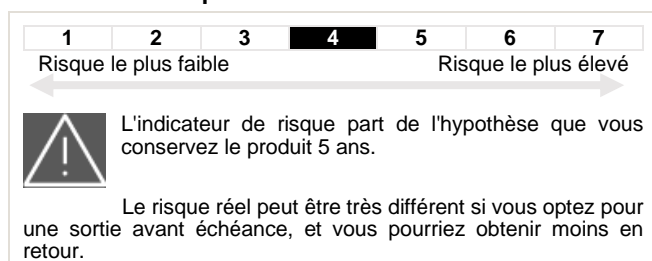 1 2 3 4 5 6 7
Risque le plus faible Risque le plus élevé
L'indicateur de risque part de l'hypothèse que vous
conservez le produit 5 ans.
Le risque réel peut être très différent si vous optez pour
une sortie avant échéance, et vous pourriez obtenir moins en
retour.